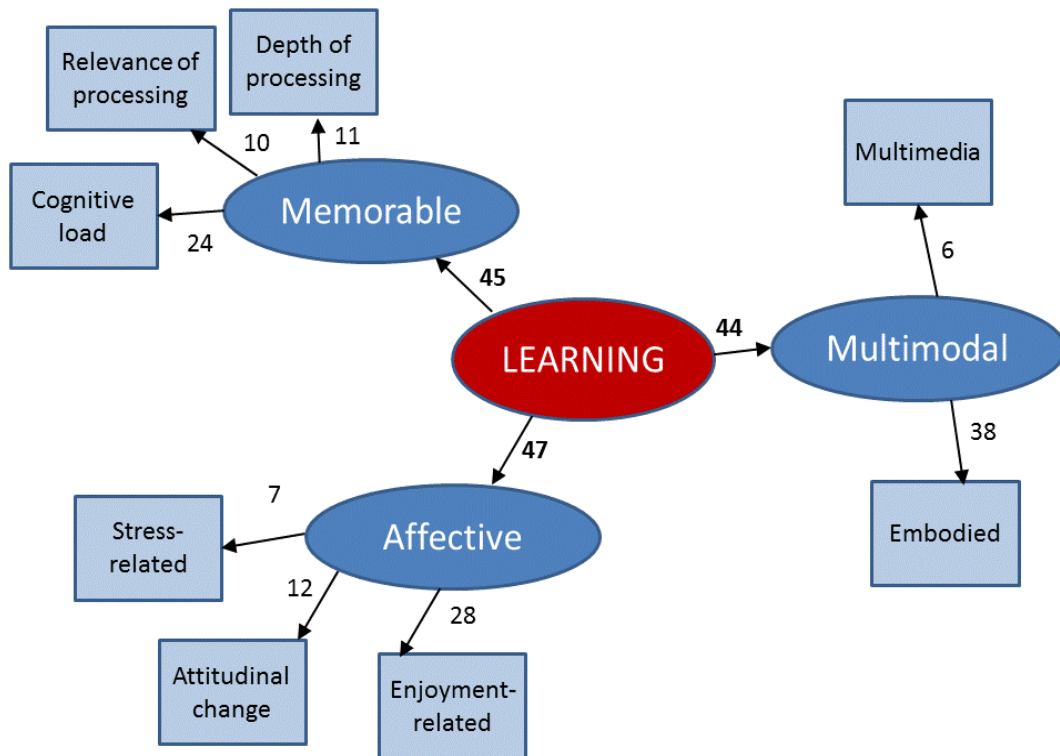 Relevance of
processing
Depth of
processing
10
11
Cognitive
load
24
Memorable
45
Multimedia
6
LEARNING
44
Multimodal
38
Embodied
47
Affective
7
Stress-
related
12
Attitudinal
change
28
Enjoyment-
related